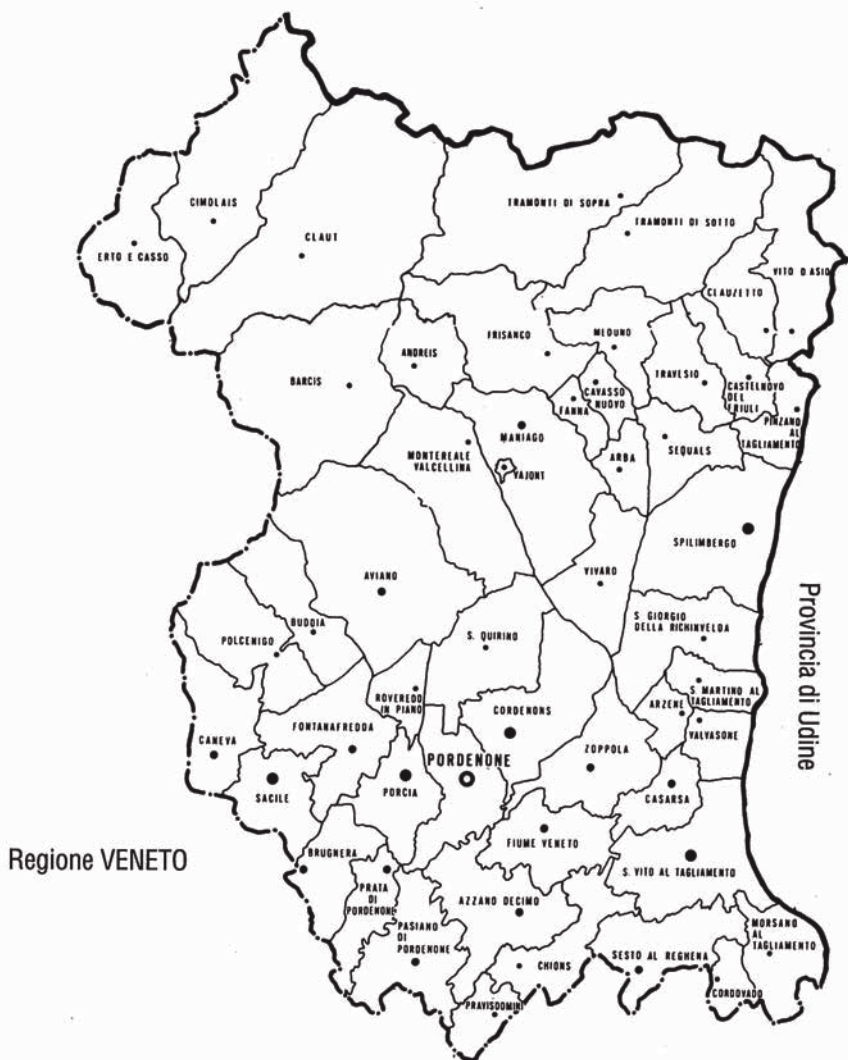 CIMOLAIS
ERTO E CASSO
CLAUT
TRAMONTI DI SOPRA
TRAMONTI DI SOTTO
VITO D'ASIO
CLAUZETTO
FRISANCO
MEDUNO
ANDREIS
BARCIS
TRAVESIO
CASTELNOVO
DEL
FRIULI
CAVASSO
NUOVO
FANNA
PINZANO
AL
TAGLIAMENTO
MANIAGO
MONTEREALE
VALCELLINA
VAJONT
ARBA
SEQUALS
SPILIMBERGO
AVIANO
VIVARO
Provincia di Udine
BUDOIA
POLCENIGO
S. QUIRINO
S GIORGIO
DELLA RICHINVELDA
ROVEREDO
IN PIANO
S. MARTINO AL
TAGLIAMENTO
ARZENE
VALVASONE
CORDENONS
FONTANAFREDDA
CANEVA
ZOPPOLA
PORDENONE
SACILE
PORCIA
CASARSA
FIUME VENETO
Regione VENETO
BRUGNERA
PRATA
DI
PORDENONE
S. VITO AL TAGLIAMENTO
AZZANO DECIMO
PASIANO
DI
PORDENONE
MORSANO
AL
TAGLIAMENTO
CHIONS
SESTO AL REGHENA
CORDOVADO
PRAVISDOMINI